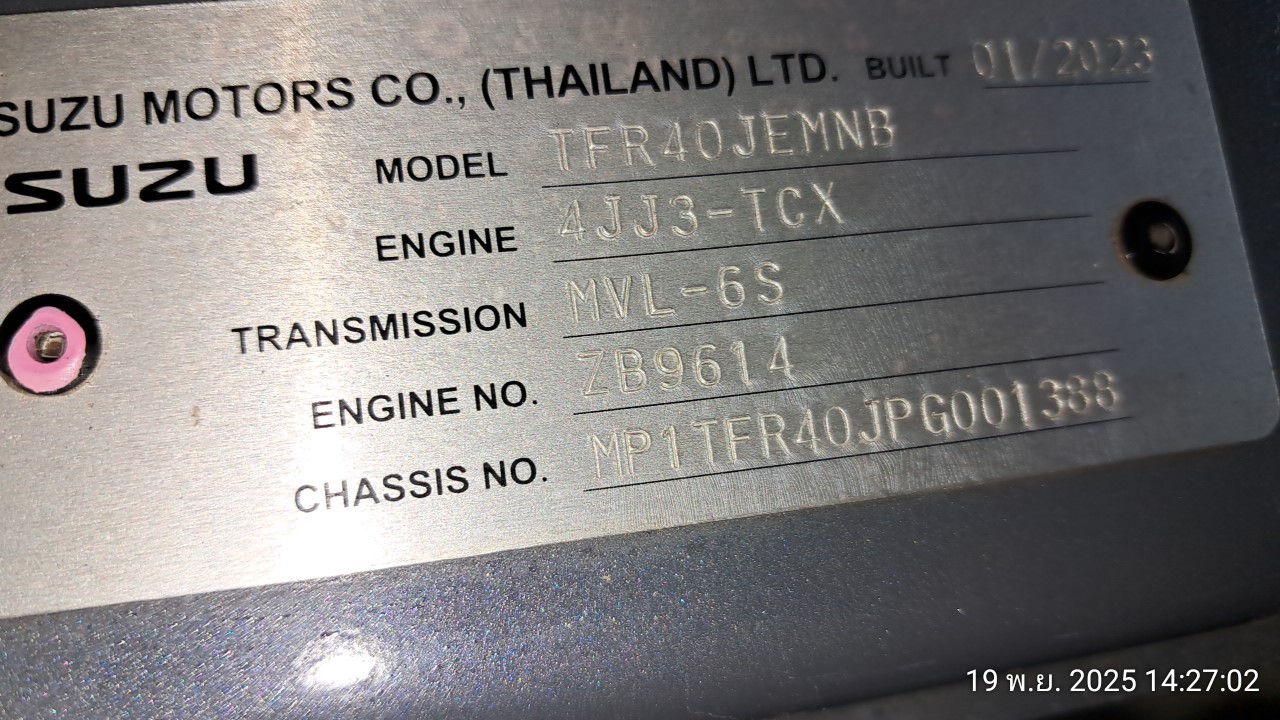 SUZU MOTORS CO., (THAILAND) LTD. BUILT 01/2023
SUZU
MODEL TFR40JEMNB
ENGINE 4JJ3-TCX
TRANSMISSION MVL-6S
ENGINE NO. ZB9614
CHASSIS NO. MP1TFR40JPG001388
19 พ.ย. 2025 14:27:02